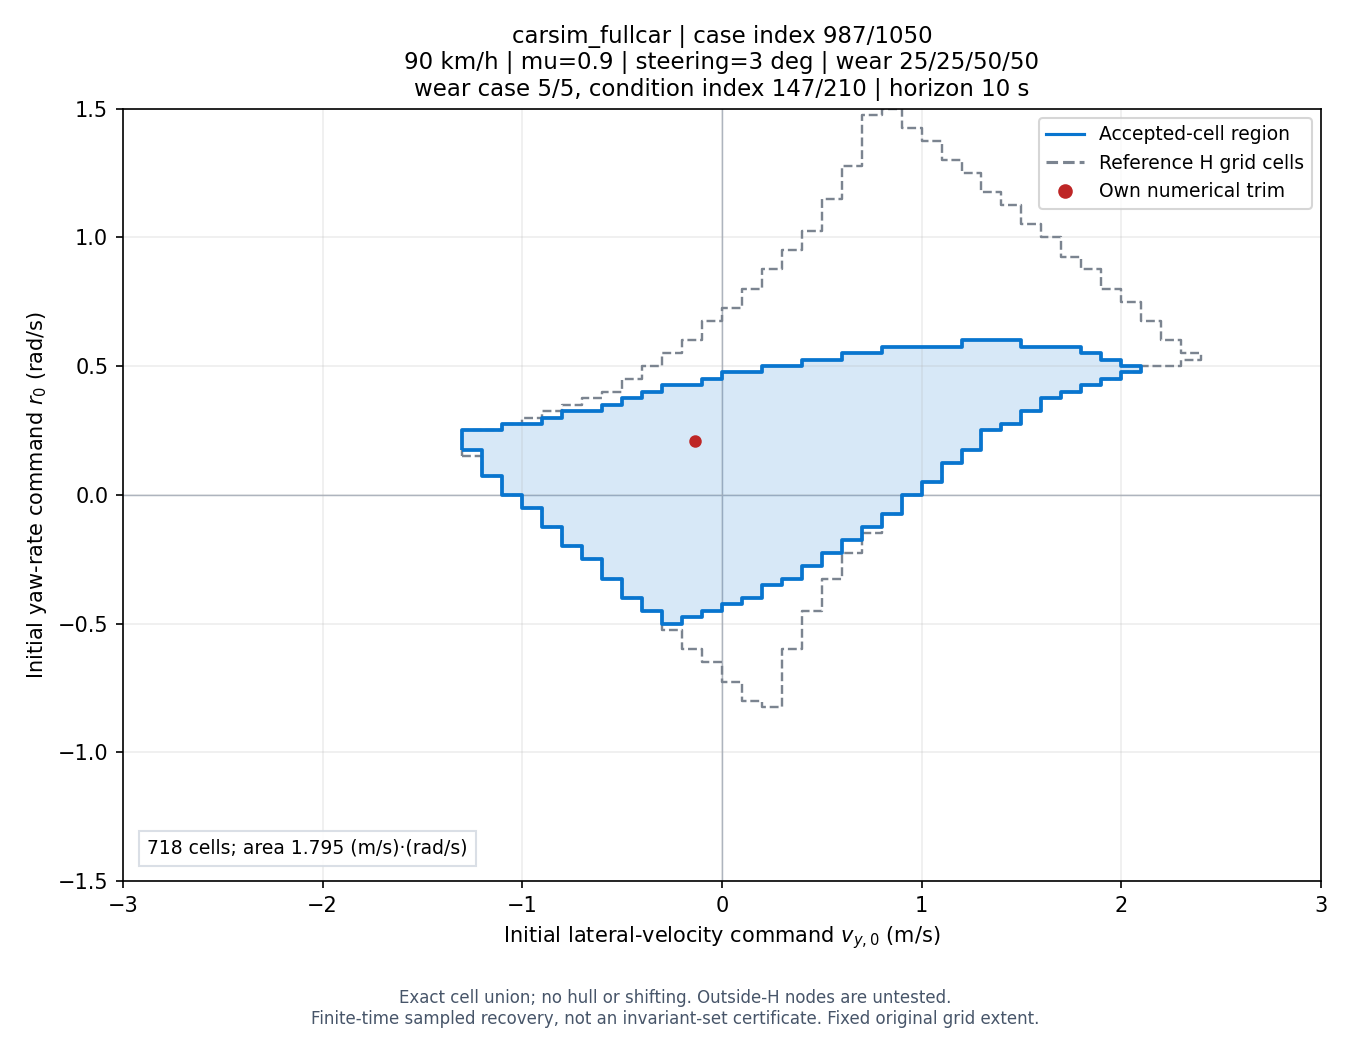 carsim_fullcar | case index 987/1050
90 km/h | mu=0.9 | steering=3 deg | wear 25/25/50/50
wear case 5/5, condition index 147/210 | horizon 10 s
1.5
1.0
0.5
0.0
−0.5
−1.0
−1.5
Initial yaw-rate command r₀ (rad/s)
Accepted-cell region
Reference H grid cells
Own numerical trim
718 cells; area 1.795 (m/s)·(rad/s)
−3
−2
−1
0
1
2
3
Initial lateral-velocity command v_{y,0} (m/s)
Exact cell union; no hull or shifting. Outside-H nodes are untested.
Finite-time sampled recovery, not an invariant-set certificate. Fixed original grid extent.